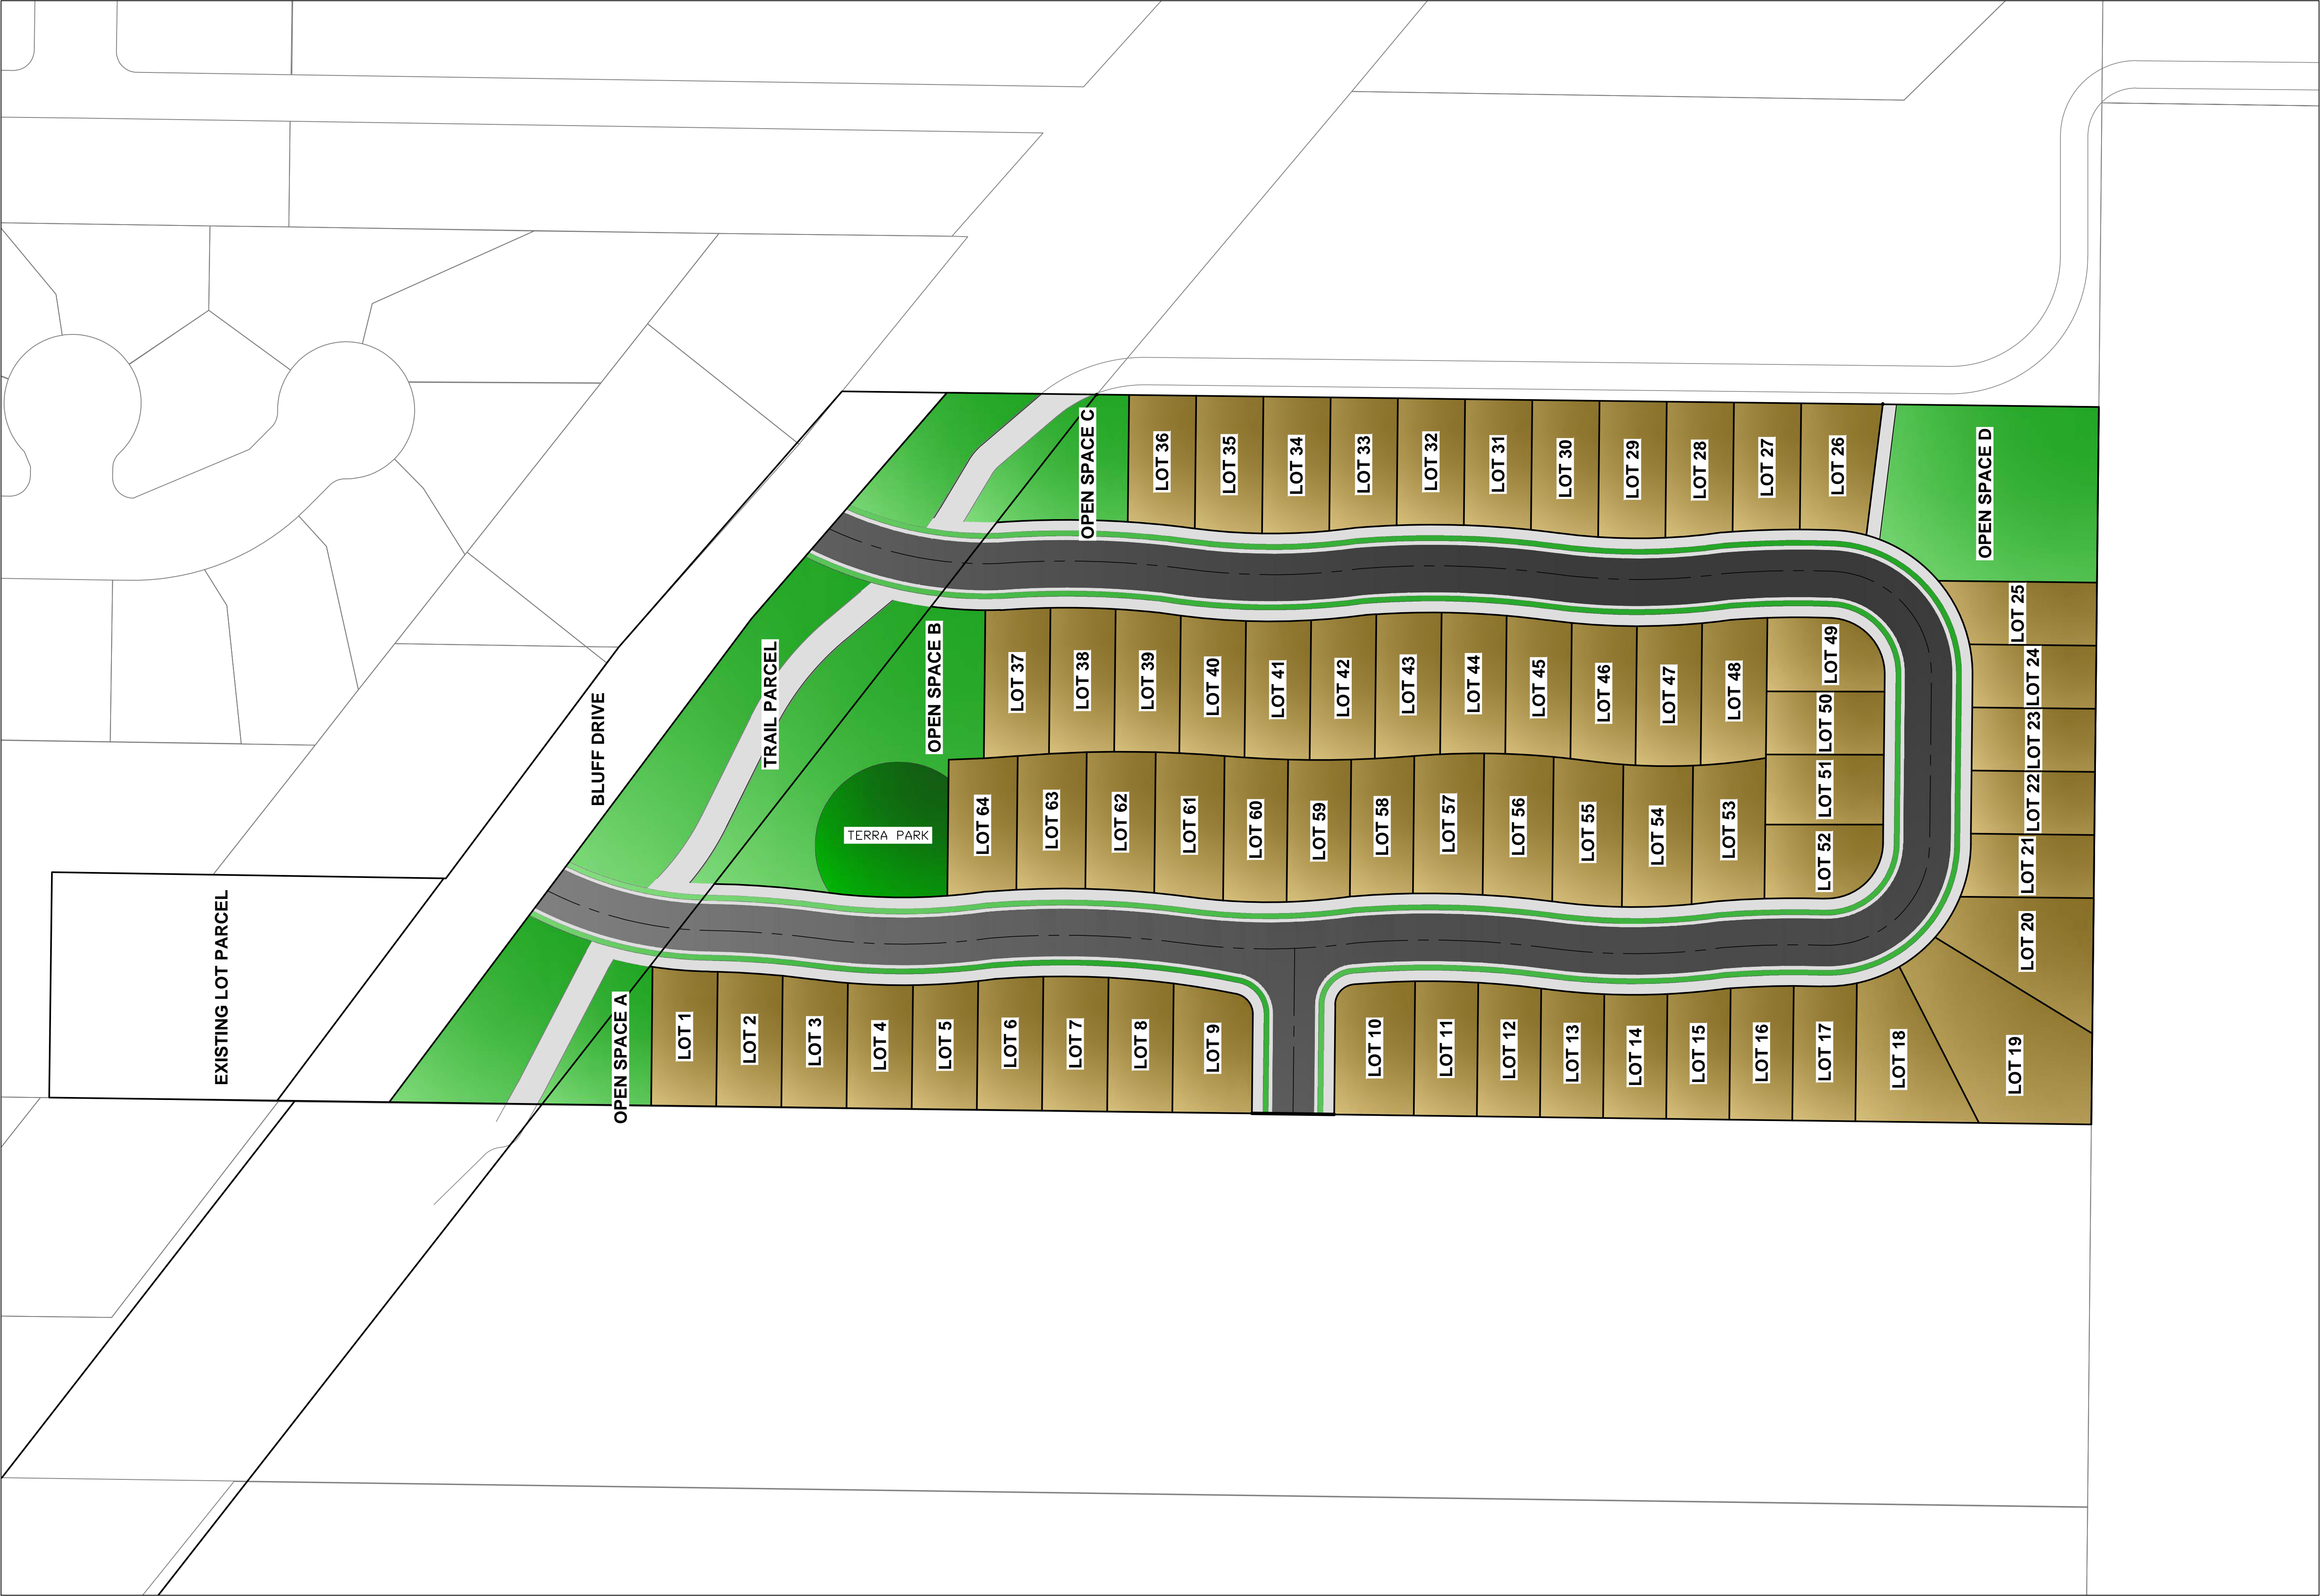 EXISTING LOT PARCEL
BLUFF DRIVE
TRAIL PARCEL
OPEN SPACE A
OPEN SPACE B
OPEN SPACE C
OPEN SPACE D
TERRA PARK
LOT 1
LOT 2
LOT 3
LOT 4
LOT 5
LOT 6
LOT 7
LOT 8
LOT 9
LOT 10
LOT 11
LOT 12
LOT 13
LOT 14
LOT 15
LOT 16
LOT 17
LOT 18
LOT 19
LOT 20
LOT 21
LOT 22
LOT 23
LOT 24
LOT 25
LOT 26
LOT 27
LOT 28
LOT 29
LOT 30
LOT 31
LOT 32
LOT 33
LOT 34
LOT 35
LOT 36
LOT 37
LOT 38
LOT 39
LOT 40
LOT 41
LOT 42
LOT 43
LOT 44
LOT 45
LOT 46
LOT 47
LOT 48
LOT 49
LOT 50
LOT 51
LOT 52
LOT 53
LOT 54
LOT 55
LOT 56
LOT 57
LOT 58
LOT 59
LOT 60
LOT 61
LOT 62
LOT 63
LOT 64